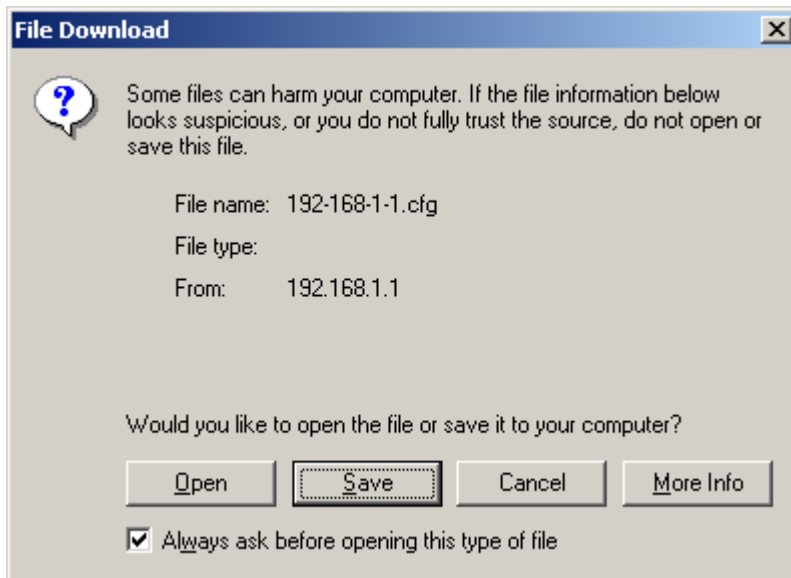 File Download
Some files can harm your computer. If the file information below
looks suspicious, or you do not fully trust the source, do not open or
save this file.
File name: 192-168-1-1.cfg
File type:
From: 192.168.1.1
Would you like to open the file or save it to your computer?
Open Save Cancel More Info
Always ask before opening this type of file